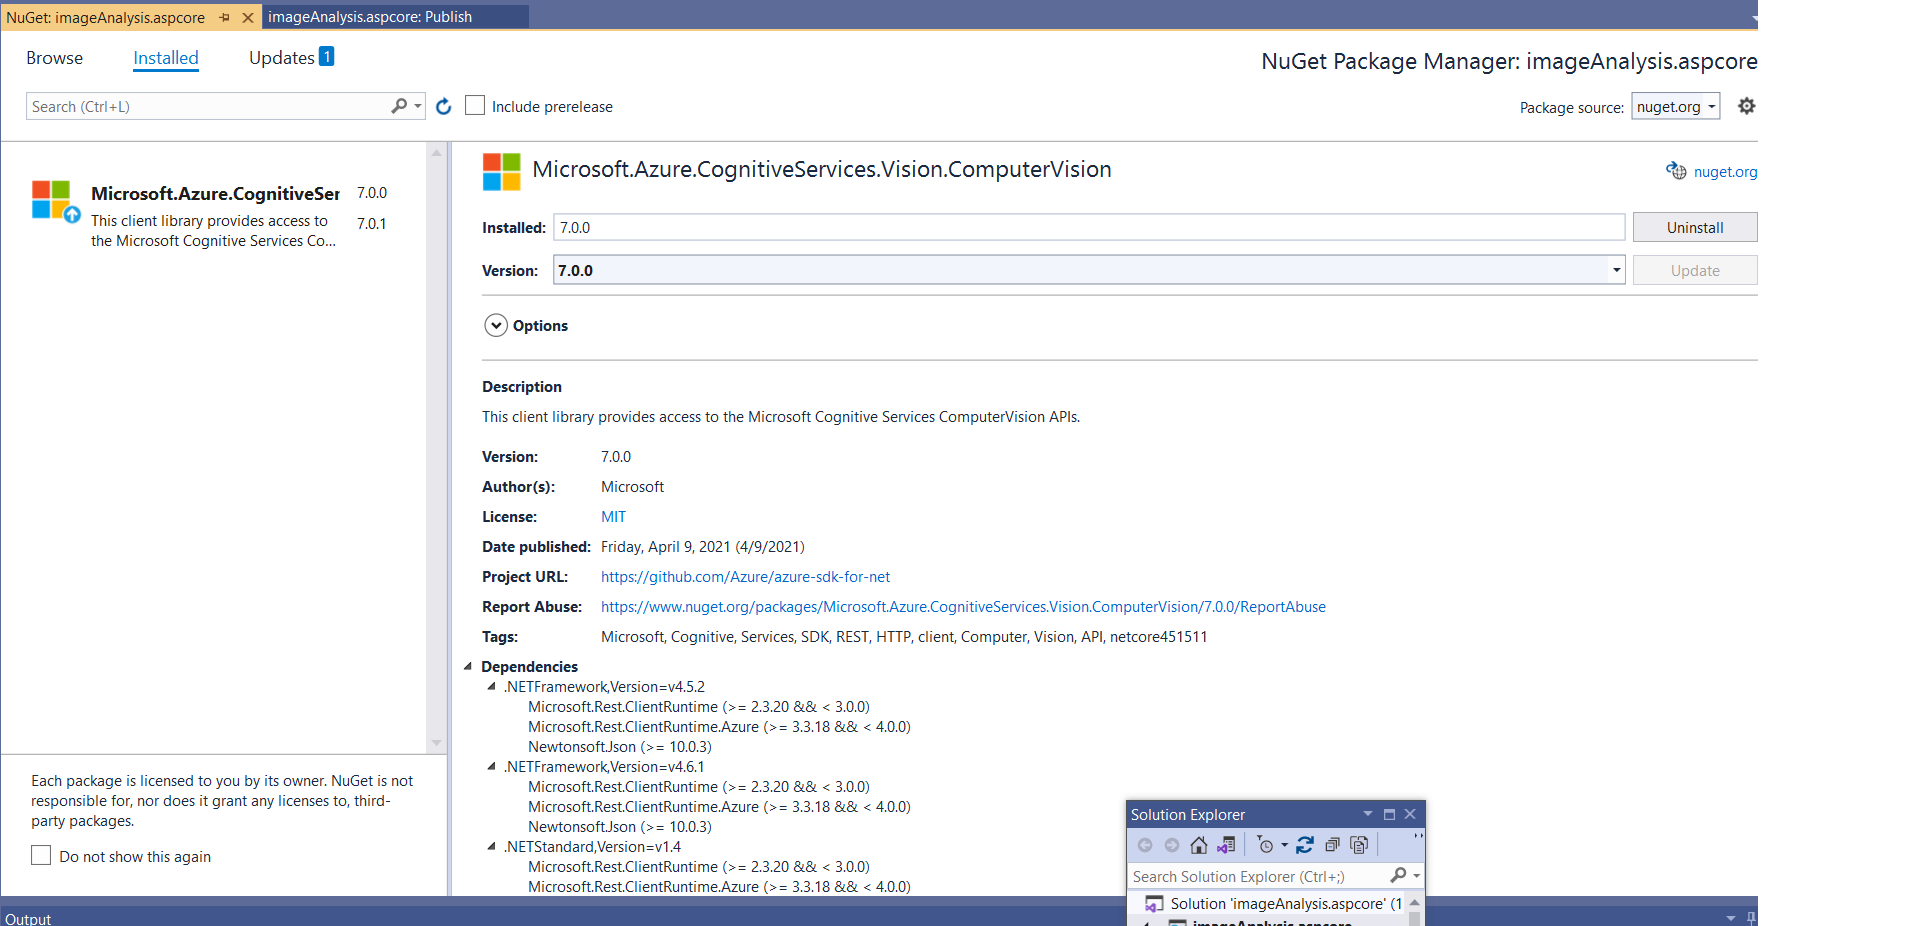 NuGet: imageAnalysis.aspcore
imageAnalysis.aspcore: Publish
Browse
Installed
Updates 1
NuGet Package Manager: imageAnalysis.aspcore
Search (Ctrl+L)
Include prerelease
Package source: nuget.org
Microsoft.Azure.CognitiveSer 7.0.0
This client library provides access to 7.0.1
the Microsoft Cognitive Services Co...
Each package is licensed to you by its owner. NuGet is not
responsible for, nor does it grant any licenses to, third-
party packages.
Do not show this again
Microsoft.Azure.CognitiveServices.Vision.ComputerVision
nuget.org
Installed: 7.0.0 Uninstall
Version: 7.0.0 Update
Options
Description
This client library provides access to the Microsoft Cognitive Services ComputerVision APIs.
Version: 7.0.0
Author(s): Microsoft
License: MIT
Date published: Friday, April 9, 2021 (4/9/2021)
Project URL: https://github.com/Azure/azure-sdk-for-net
Report Abuse: https://www.nuget.org/packages/Microsoft.Azure.CognitiveServices.Vision.ComputerVision/7.0.0/ReportAbuse
Tags: Microsoft, Cognitive, Services, SDK, REST, HTTP, client, Computer, Vision, API, netcore451511
Dependencies
.NETFramework,Version=v4.5.2
Microsoft.Rest.ClientRuntime (>= 2.3.20 && < 3.0.0)
Microsoft.Rest.ClientRuntime.Azure (>= 3.3.18 && < 4.0.0)
Newtonsoft.Json (>= 10.0.3)
.NETFramework,Version=v4.6.1
Microsoft.Rest.ClientRuntime (>= 2.3.20 && < 3.0.0)
Microsoft.Rest.ClientRuntime.Azure (>= 3.3.18 && < 4.0.0)
Newtonsoft.Json (>= 10.0.3)
.NETStandard,Version=v1.4
Microsoft.Rest.ClientRuntime (>= 2.3.20 && < 3.0.0)
Microsoft.Rest.ClientRuntime.Azure (>= 3.3.18 && < 4.0.0)
Solution Explorer
Search Solution Explorer (Ctrl+;)
Solution 'imageAnalysis.aspcore' (1
imageAnalysis.aspcore
Output